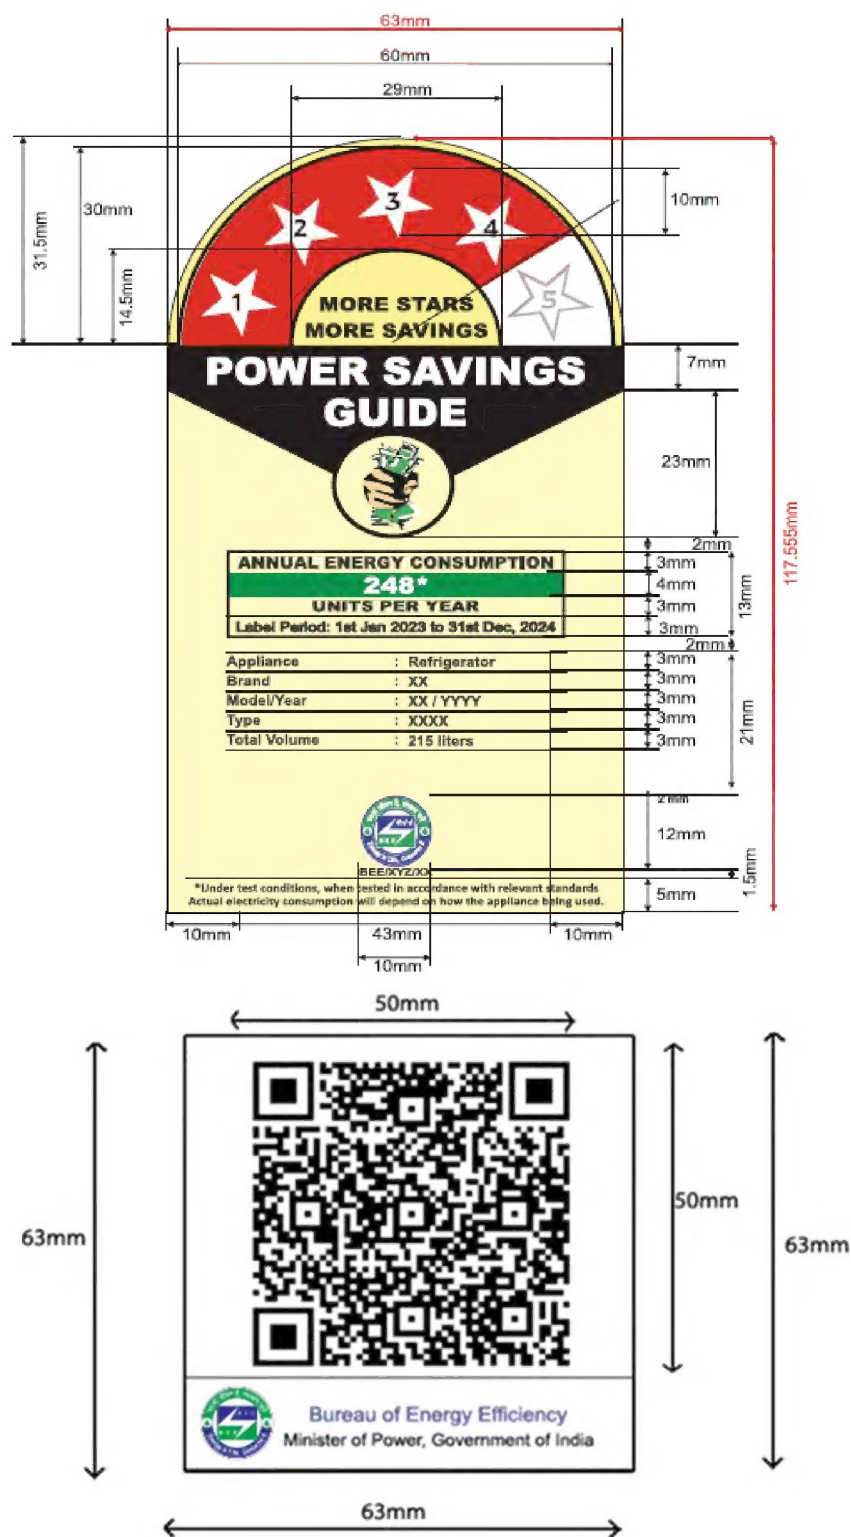 63mm
60mm
29mm
31.5mm
30mm
14.5mm
10mm
1
2
3
4
5
MORE STARS
MORE SAVINGS
POWER SAVINGS
GUIDE
7mm
23mm
117.555mm
2mm
ANNUAL ENERGY CONSUMPTION
248*
UNITS PER YEAR
Label Period: 1st Jan 2023 to 31st Dec, 2024
3mm
4mm
3mm
3mm
13mm
2mm
Appliance : Refrigerator
Brand : XX
Model/Year : XX / YYYY
Type : XXXX
Total Volume : 215 liters
3mm
3mm
3mm
3mm
3mm
21mm
2mm
12mm
BEE/XYZ/XX
1.5mm
*Under test conditions, when tested in accordance with relevant standards
Actual electricity consumption will depend on how the appliance being used.
5mm
10mm
43mm
10mm
10mm
50mm
63mm
50mm
63mm
Bureau of Energy Efficiency
Minister of Power, Government of India
63mm